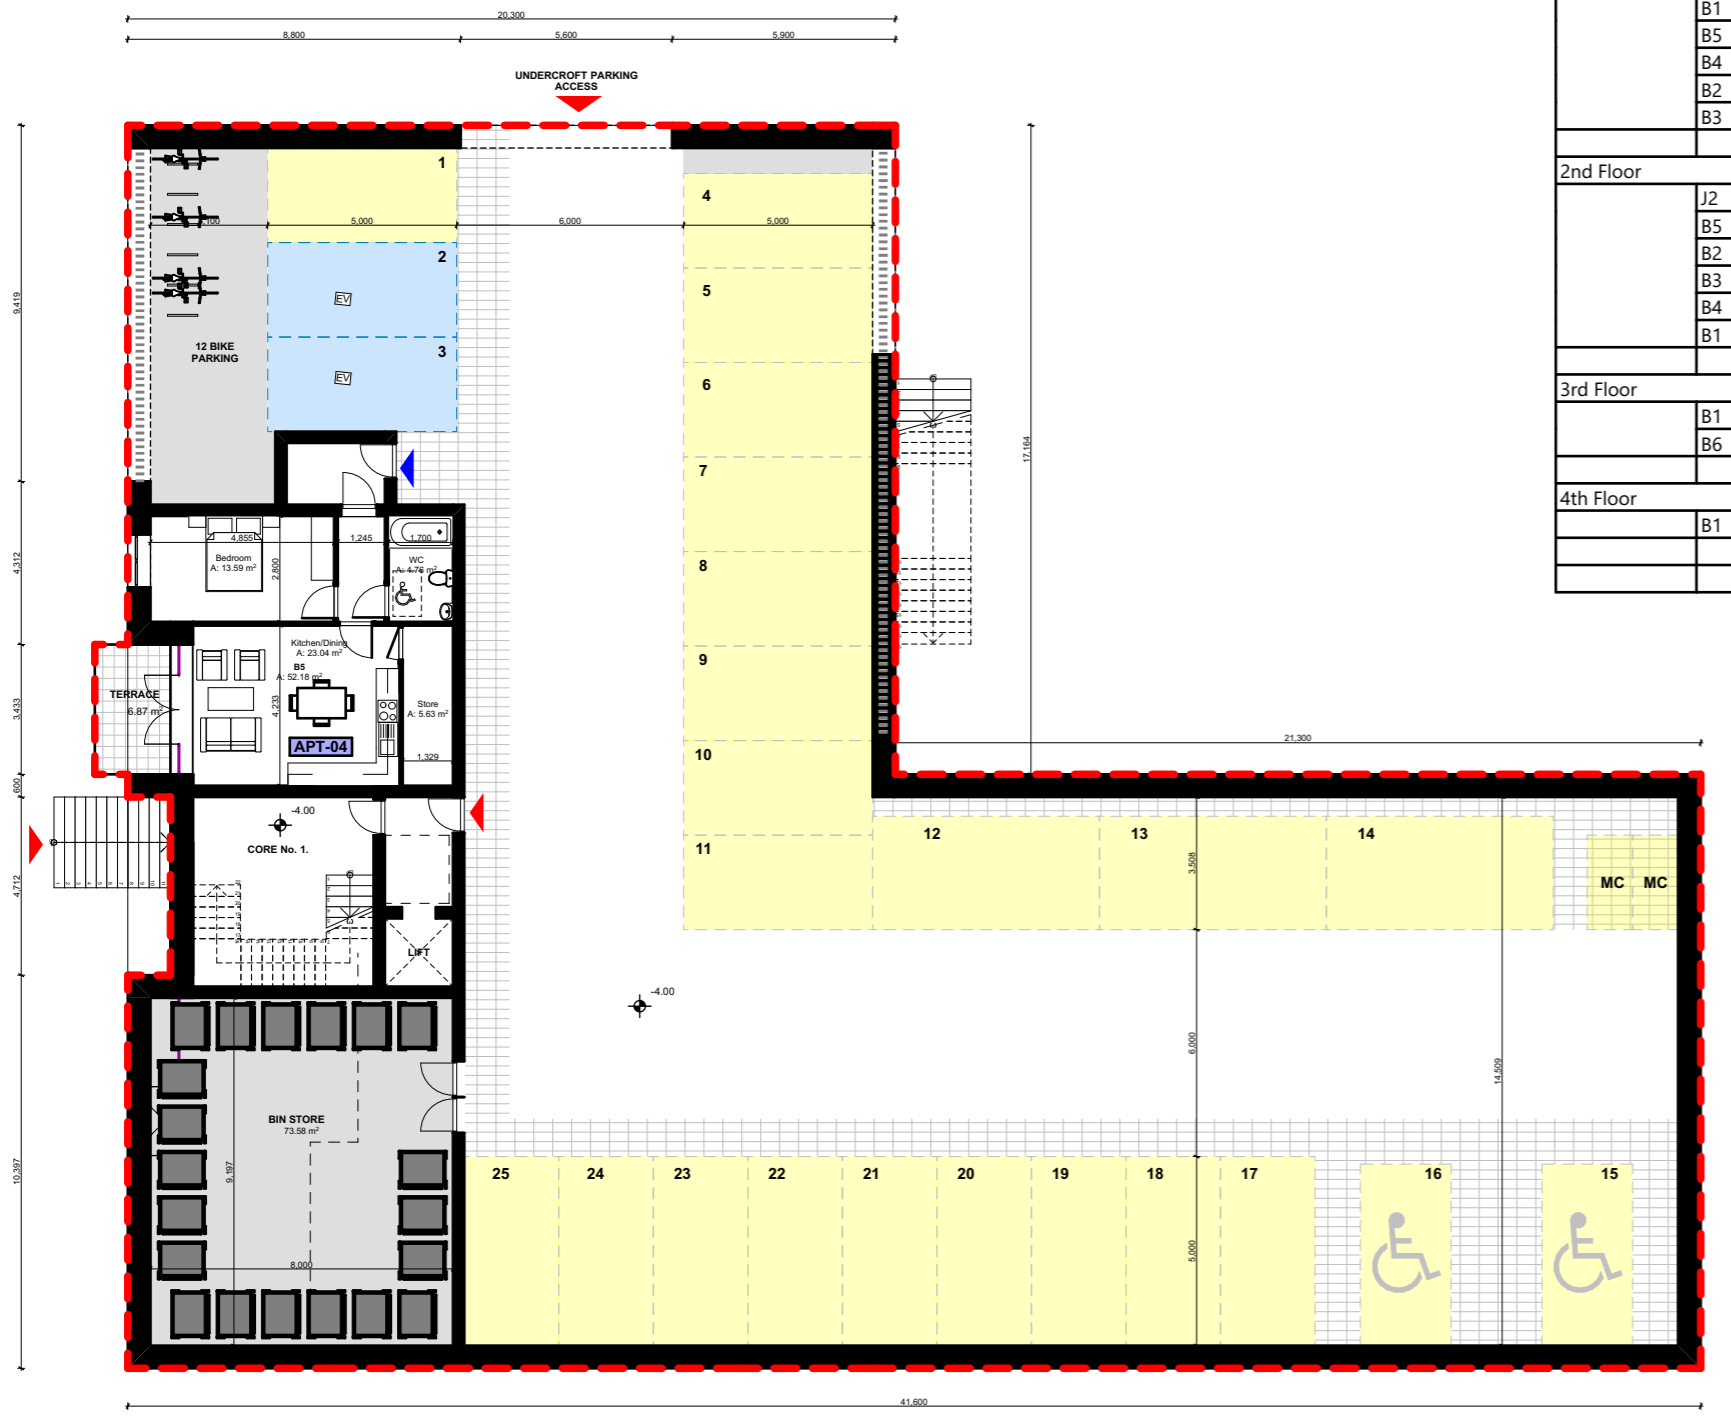 20,300
8,800
5,600
5,900
UNDERCROFT PARKING
ACCESS
B1
B5
B4
B2
B3
2nd Floor
J2
B5
B2
B3
B4
B1
3rd Floor
B1
B6
4th Floor
B1
1
4
5,000
6,000
5,000
2
5
EV
3
6
EV
12 BIKE
PARKING
9,419
17,164
7
8
9
10
11
4,855
1,245
1,700
Bedroom
A: 13.59 m²
2,800
WC
A: 4.76 m²
4,312
Kitchen/Dining
A: 23.04 m²
B5
A: 52.18 m²
4,233
Store
A: 5.63 m²
1,329
TERRACE
6.87 m²
APT-04
3,433
600
21,300
-4.00
CORE No. 1.
LIFT
4,712
12
13
14
MC
MC
3,508
-4.00
6,000
14,509
BIN STORE
73.58 m²
9,197
8,000
10,397
25
24
23
22
21
20
19
18
17
16
15
5,000
41,600